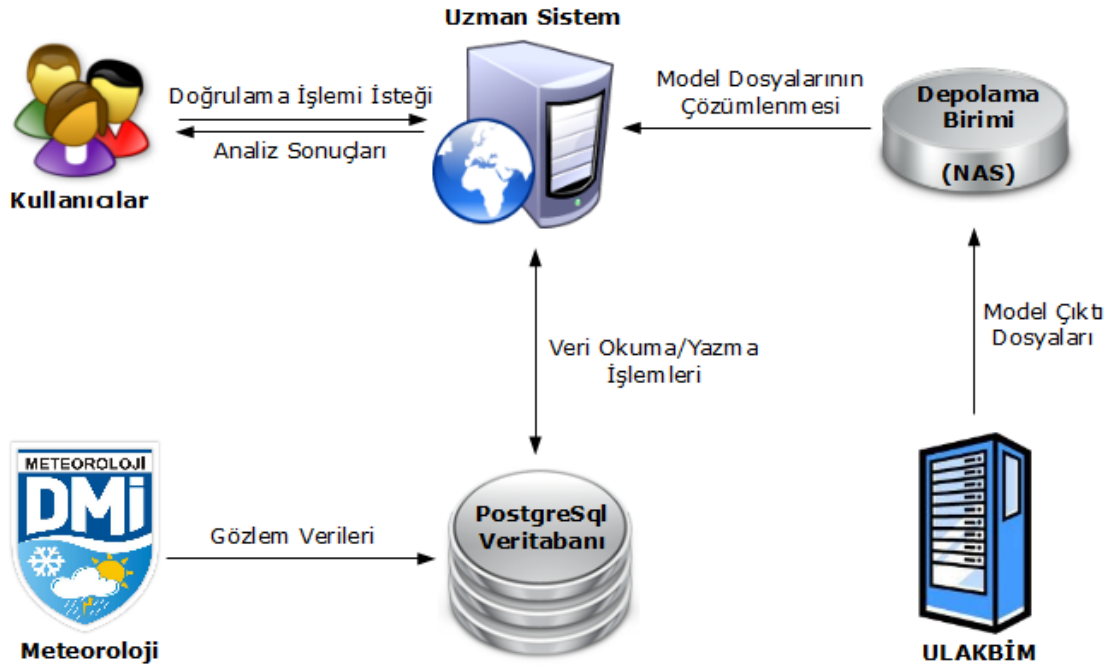 Uzman Sistem
Doğrulama İşlemi İsteği
Analiz Sonuçları
Kullanıcılar
Model Dosyalarının
Çözümlenmesi
Depolama
Birimi
(NAS)
Veri Okuma/Yazma
İşlemleri
Model Çıktı
Dosyaları
METEOROLOJİ
DMİ
Meteoroloji
Gözlem Verileri
PostgreSql
Veritabanı
ULAKBİM